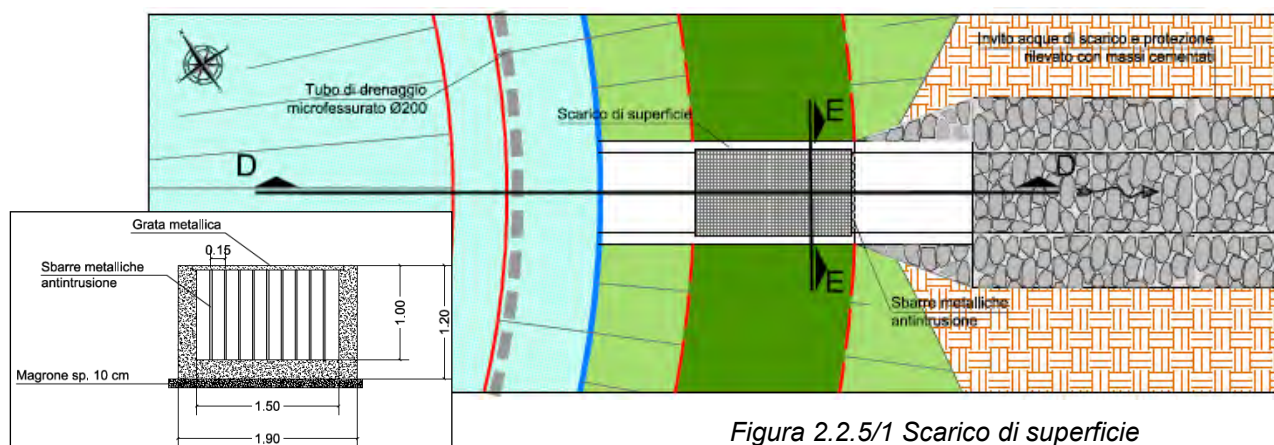 Invito acque di scarico e protezione
rilevato con massi cementati
Tubo di drenaggio
microfessurato Ø200
Scarico di superficie
E
D
D
E
Sbarre metalliche
antintrusione
Grata metallica
0.15
Sbarre metalliche
antintrusione
1.00
1.20
Magrone sp. 10 cm
1.50
1.90
Figura 2.2.5/1 Scarico di superficie